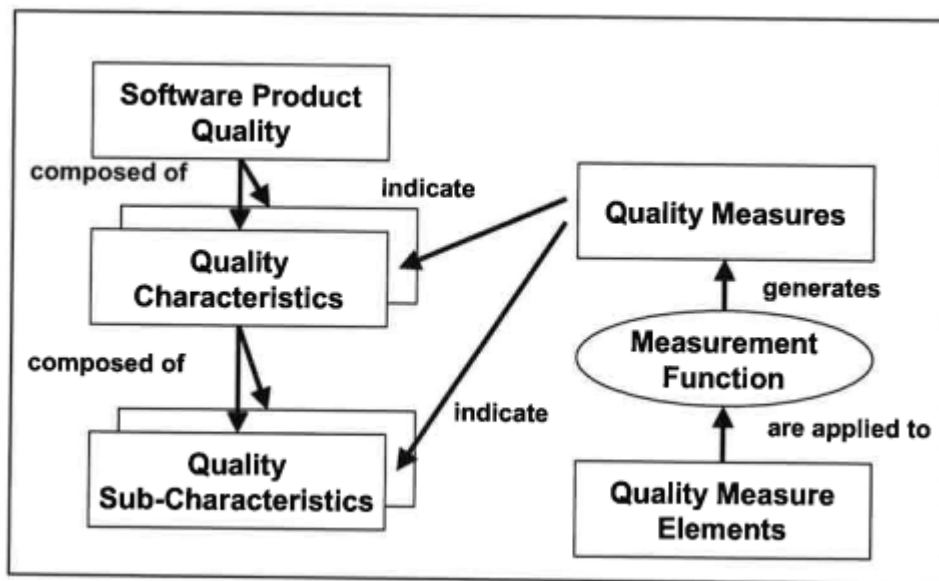 Software Product
Quality
composed of
indicate
Quality Measures
Quality
Characteristics
generates
Measurement
Function
composed of
indicate
are applied to
Quality
Sub-Characteristics
Quality Measure
Elements